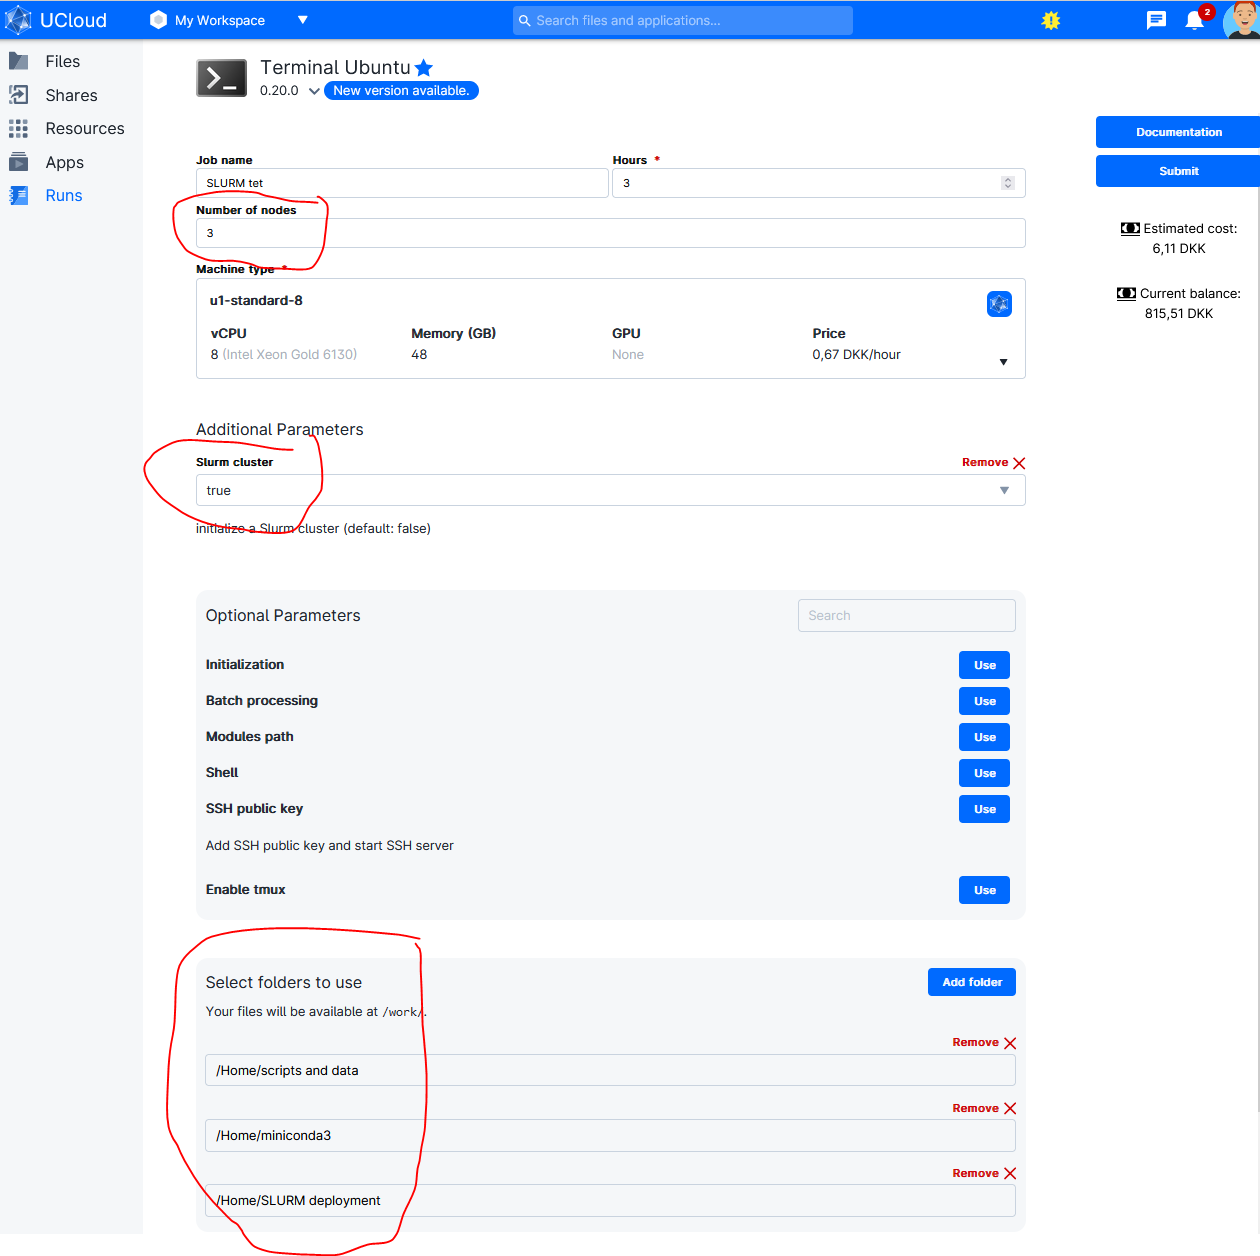 UCloud My Workspace Search files and applications... 2
Files
Shares
Resources
Apps
Runs
Terminal Ubuntu
0.20.0 New version available.
Documentation
Submit
Estimated cost:
6,11 DKK
Current balance:
815,51 DKK
Job name Hours *
SLURM tet 3
Number of nodes
3
Machine type *
u1-standard-8
vCPU Memory (GB) GPU Price
8 (Intel Xeon Gold 6130) 48 None 0,67 DKK/hour
Additional Parameters
Slurm cluster Remove
true
initialize a Slurm cluster (default: false)
Optional Parameters Search
Initialization Use
Batch processing Use
Modules path Use
Shell Use
SSH public key Use
Add SSH public key and start SSH server
Enable tmux Use
Select folders to use Add folder
Your files will be available at /work/.
Remove
/Home/scripts and data
Remove
/Home/miniconda3
Remove
/Home/SLURM deployment